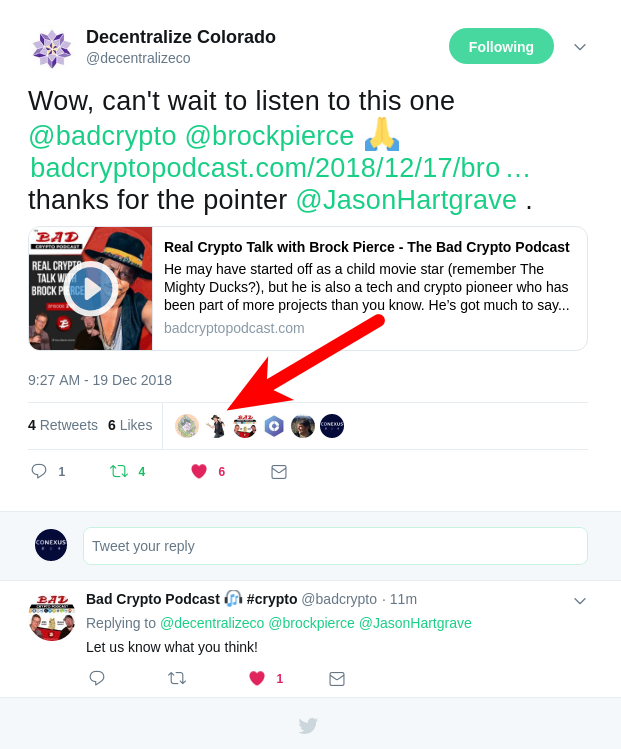 Decentralize Colorado
@decentralizeco
Following
Wow, can't wait to listen to this one
@badcrypto @brockpierce 🙏
badcryptopodcast.com/2018/12/17/bro…
thanks for the pointer @JasonHartgrave .
BAD
CRYPTO PODCAST
REAL CRYPTO
TALK WITH
BROCK PIERCE
Real Crypto Talk with Brock Pierce - The Bad Crypto Podcast
He may have started off as a child movie star (remember The
Mighty Ducks?), but he is also a tech and crypto pioneer who has
been part of more projects than you know. He's got much to say...
badcryptopodcast.com
9:27 AM - 19 Dec 2018
4 Retweets 6 Likes
BAD
CONEXUS
1 4 6
CONEXUS
Tweet your reply
BAD
CRYPTO PODCAST
Bad Crypto Podcast 🎧 #crypto @badcrypto · 11m
Replying to @decentralizeco @brockpierce @JasonHartgrave
Let us know what you think!
1